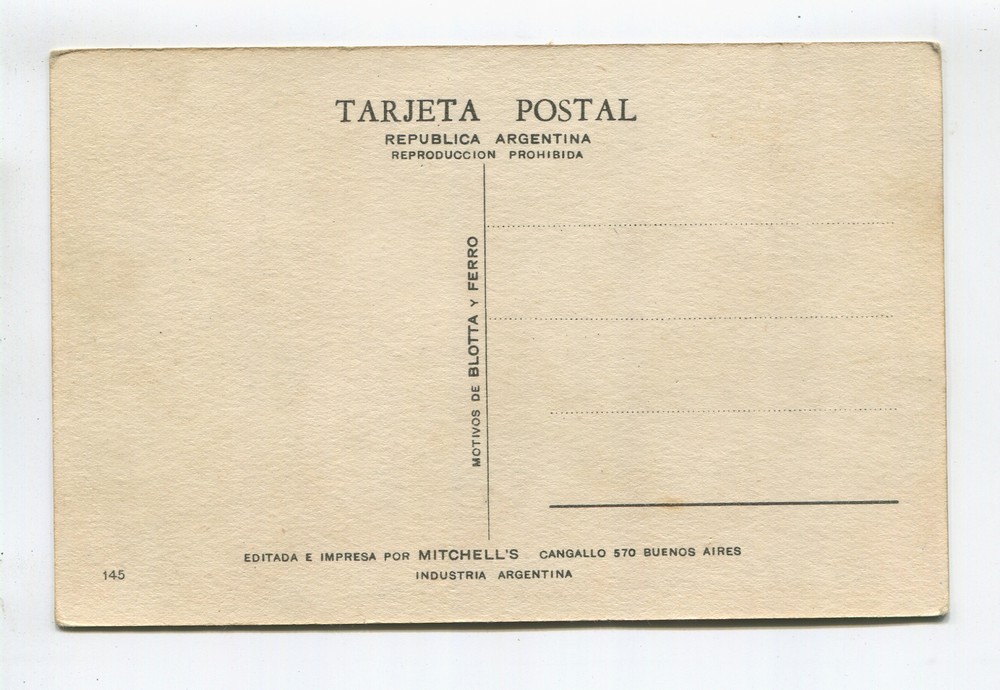 TARJETA POSTAL
REPUBLICA ARGENTINA
REPRODUCCION PROHIBIDA
MOTIVOS DE BLOTTA Y FERRO
EDITADA E IMPRESA POR MITCHELL'S CANGALLO 570 BUENOS AIRES
145
INDUSTRIA ARGENTINA